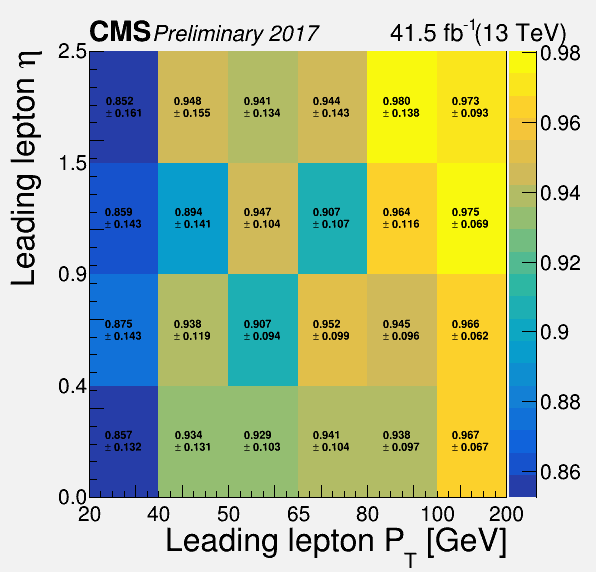 CMS Preliminary 2017 41.5 fb-1(13 TeV)
Leading lepton η
2.5
1.5
0.9
0.4
0.0
0.852 0.948 0.941 0.944 0.980 0.973
± 0.161 ± 0.155 ± 0.134 ± 0.143 ± 0.138 ± 0.093
0.859 0.894 0.947 0.907 0.964 0.975
± 0.143 ± 0.141 ± 0.104 ± 0.107 ± 0.116 ± 0.069
0.875 0.938 0.907 0.952 0.945 0.966
± 0.143 ± 0.119 ± 0.094 ± 0.099 ± 0.096 ± 0.062
0.857 0.934 0.929 0.941 0.938 0.967
± 0.132 ± 0.131 ± 0.103 ± 0.104 ± 0.097 ± 0.067
0.98
0.96
0.94
0.92
0.9
0.88
0.86
20 40 50 65 80 100 200
Leading lepton PT [GeV]